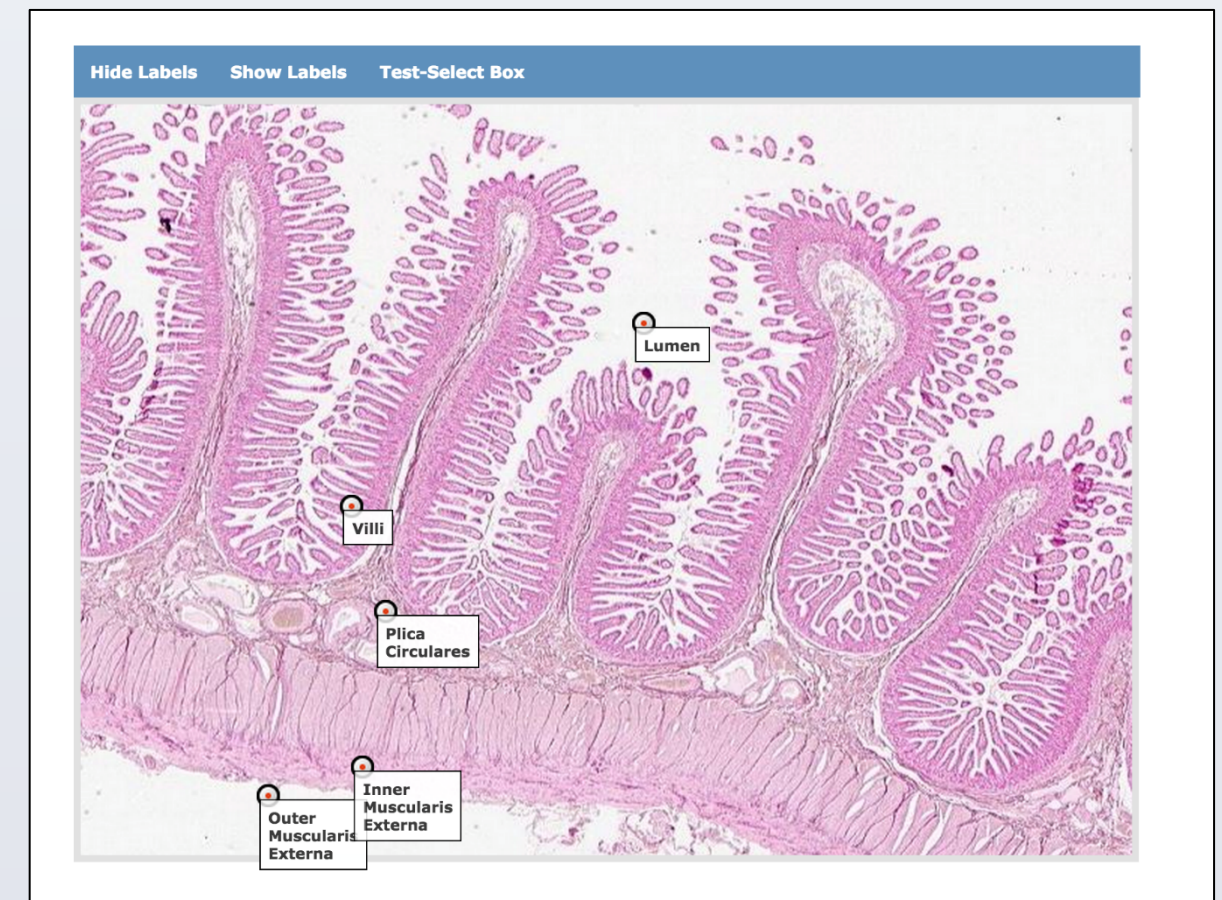 Hide Labels Show Labels Test-Select Box
Lumen
Villi
Plica
Circulares
Inner
Muscularis
Externa
Outer
Muscularis
Externa